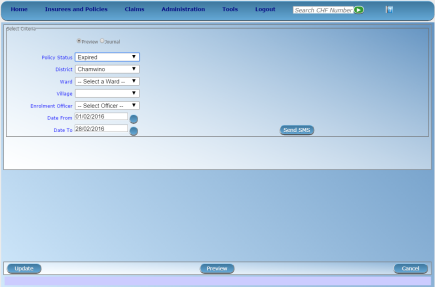 Home Insurees and Policies Claims Administration Tools Logout Search CHF Number
Select Criteria
Preview Journal
Policy Status Expired
District Chamwino
Ward -- Select a Ward --
Village
Enrolment Officer -- Select Officer --
Date From 01/02/2016
Date To 28/02/2016
Send SMS
Update Preview Cancel